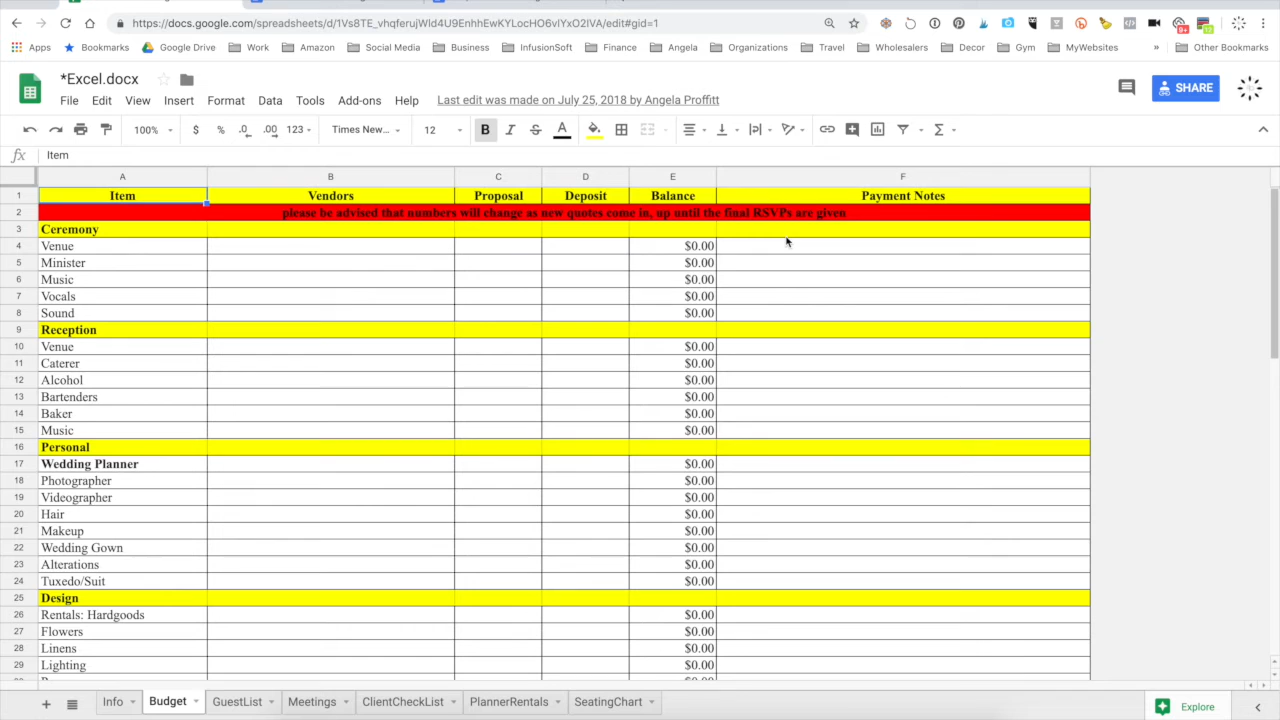 https://docs.google.com/spreadsheets/d/1Vs8TE_vhqferujWld4U9EnhhEwKYLocHO6vIYxO2IVA/edit#gid=1
9+
Apps Bookmarks Google Drive Work Amazon Social Media Business InfusionSoft Finance Angela Organizations Travel Wholesalers Decor Gym MyWebsites » Other Bookmarks
*Excel.docx
File Edit View Insert Format Data Tools Add-ons Help Last edit was made on July 25, 2018 by Angela Proffitt
SHARE
100% $ % .0 .00 123 Times New... 12 B I S A Σ
fx Item
A B C D E F
1 Item Vendors Proposal Deposit Balance Payment Notes
2 please be advised that numbers will change as new quotes come in, up until the final RSVPs are given
3 Ceremony
4 Venue $0.00
5 Minister $0.00
6 Music $0.00
7 Vocals $0.00
8 Sound $0.00
9 Reception
10 Venue $0.00
11 Caterer $0.00
12 Alcohol $0.00
13 Bartenders $0.00
14 Baker $0.00
15 Music $0.00
16 Personal
17 Wedding Planner $0.00
18 Photographer $0.00
19 Videographer $0.00
20 Hair $0.00
21 Makeup $0.00
22 Wedding Gown $0.00
23 Alterations $0.00
24 Tuxedo/Suit $0.00
25 Design
26 Rentals: Hardgoods $0.00
27 Flowers $0.00
28 Linens $0.00
29 Lighting $0.00
Info Budget GuestList Meetings ClientCheckList PlannerRentals SeatingChart Explore